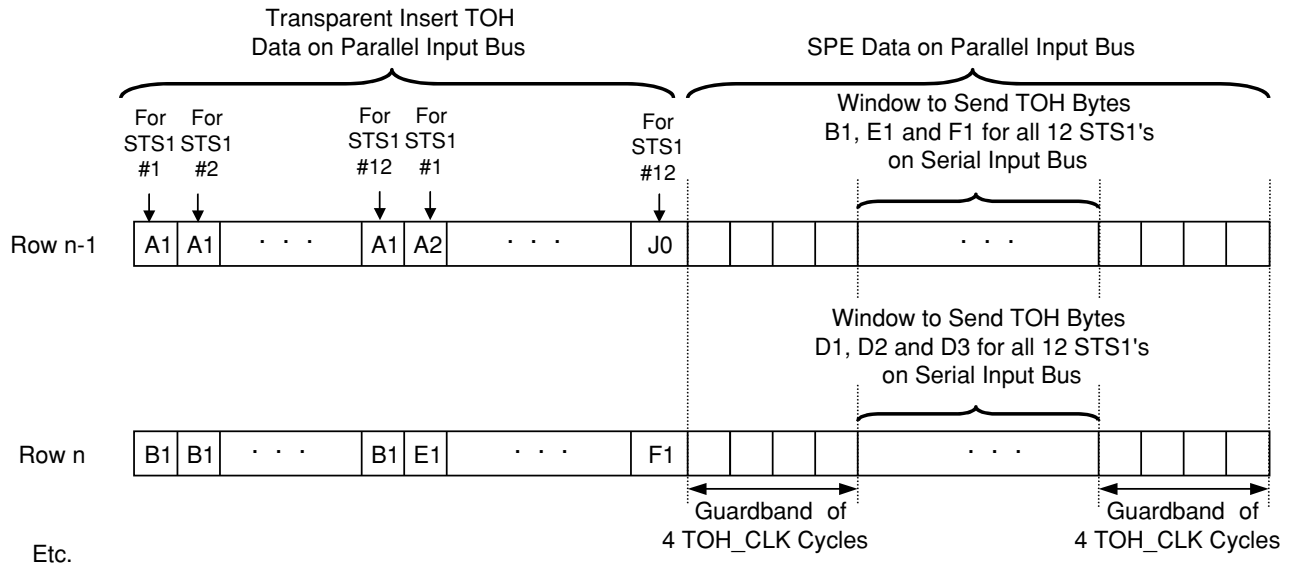 Transparent Insert TOH
Data on Parallel Input Bus
SPE Data on Parallel Input Bus
For
STS1
#1
For
STS1
#2
For
STS1
#12
For
STS1
#1
For
STS1
#12
Window to Send TOH Bytes
B1, E1 and F1 for all 12 STS1's
on Serial Input Bus
Row n-1
A1
A1
. . .
A1
A2
. . .
J0
. . .
Window to Send TOH Bytes
D1, D2 and D3 for all 12 STS1's
on Serial Input Bus
Row n
B1
B1
. . .
B1
E1
. . .
F1
. . .
Guardband of
4 TOH_CLK Cycles
Guardband of
4 TOH_CLK Cycles
Etc.